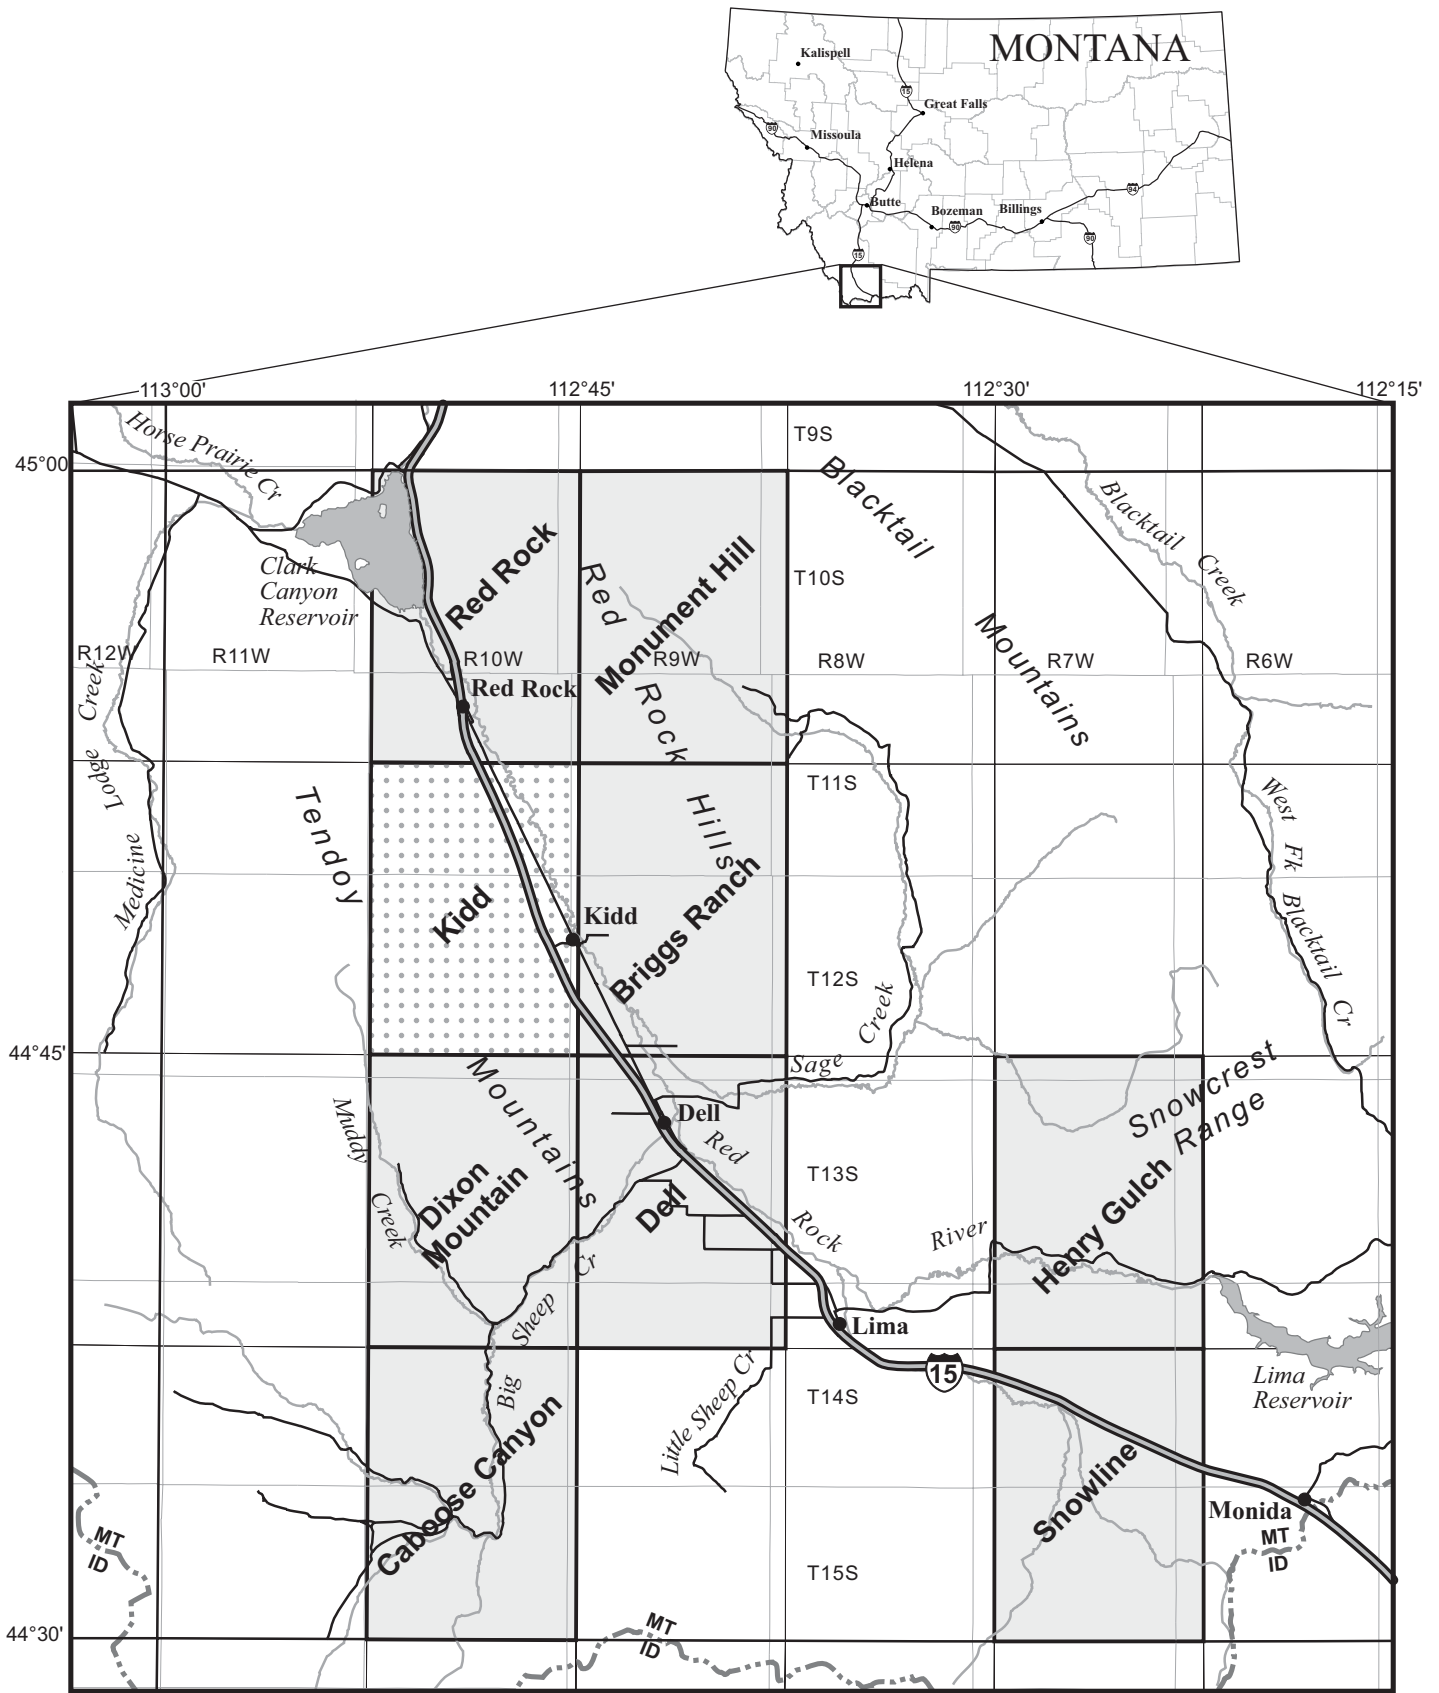 MONTANA
Kalispell
15
Great Falls
90
Missoula
Helena
94
Butte
Bozeman
Billings
90
90
15
113°00'
112°45'
112°30'
112°15'
Horse Prairie Cr
T9S
45°00'
Blacktail
Mountains
Blacktail
Creek
Red Rock
Monument Hill
Red
Rock
Hills
Clark
Canyon
Reservoir
T10S
R12W
R11W
R10W
R9W
R8W
R7W
R6W
Red Rock
Medicine
Lodge
Creek
Tendoy
Mountains
T11S
West Fk Blacktail Cr
Kidd
Kidd
Briggs Ranch
T12S
Sage
Creek
44°45'
Snowcrest
Range
Muddy
Creek
Dell
Red
Rock
River
T13S
Dixon
Mountain
Dell
Henry Gulch
Big
Sheep
Cr
Lima
15
Lima
Reservoir
Little Sheep Cr
T14S
Caboose Canyon
Snowline
Monida
MT
ID
MT
ID
T15S
MT
ID
44°30'